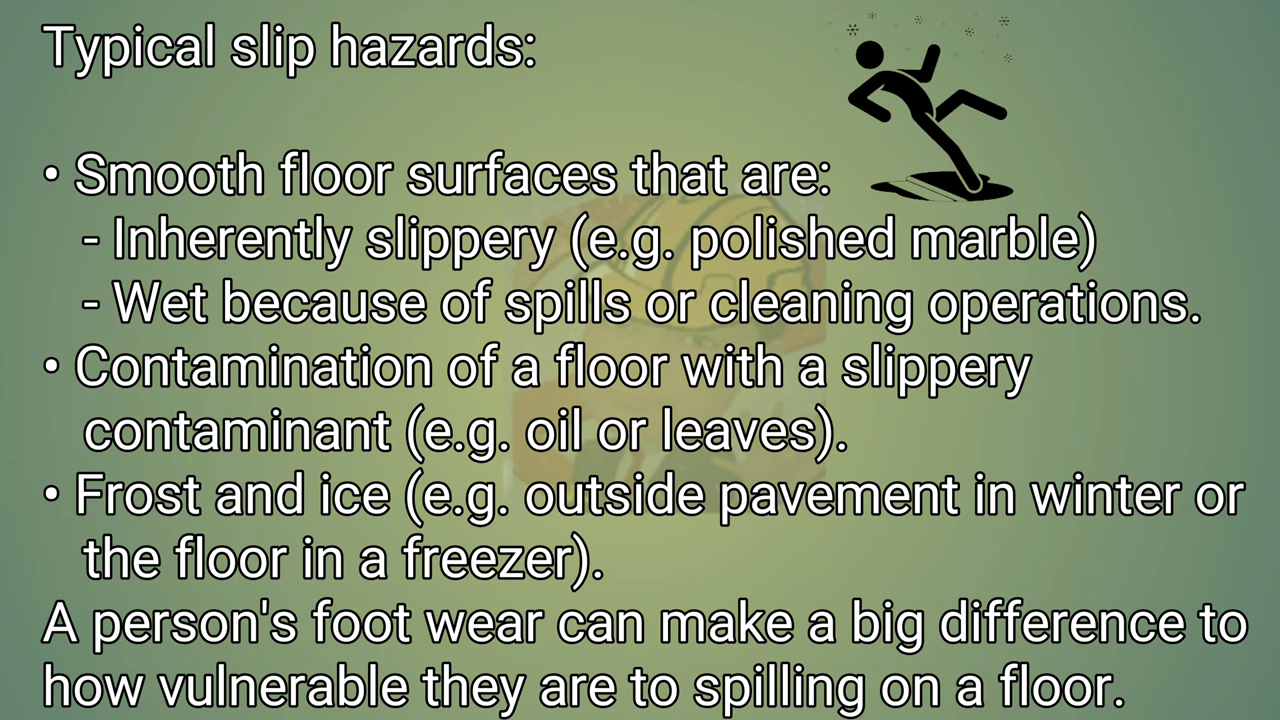 Typical slip hazards:
• Smooth floor surfaces that are:
- Inherently slippery (e.g. polished marble)
- Wet because of spills or cleaning operations.
• Contamination of a floor with a slippery
contaminant (e.g. oil or leaves).
• Frost and ice (e.g. outside pavement in winter or
the floor in a freezer).
A person's foot wear can make a big difference to
how vulnerable they are to spilling on a floor.